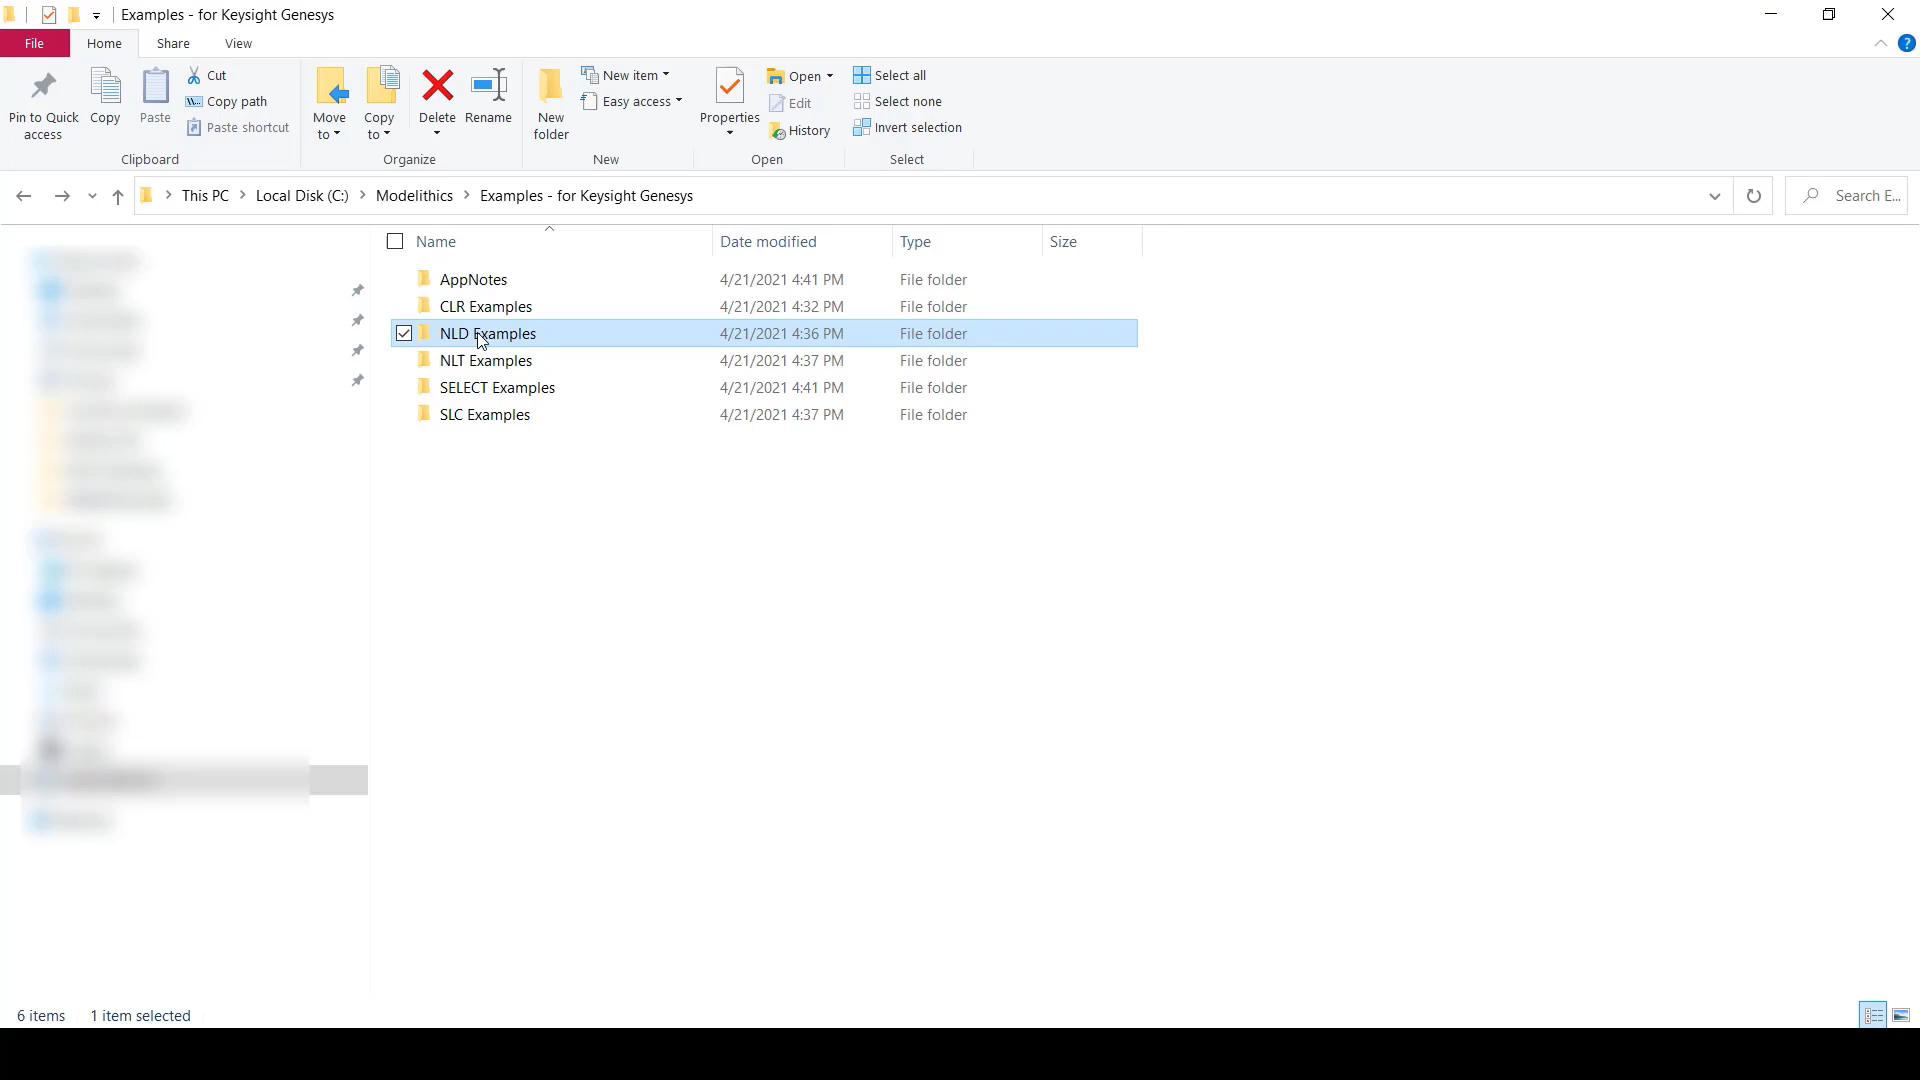 Examples - for Keysight Genesys
File
Home
Share
View
Pin to Quick access
Copy
Paste
Cut
Copy path
Paste shortcut
Clipboard
Move to
Copy to
Delete
Rename
Organize
New folder
New item
Easy access
New
Properties
Open
Edit
History
Open
Select all
Select none
Invert selection
Select
This PC > Local Disk (C:) > Modelithics > Examples - for Keysight Genesys
Search E...
Name Date modified Type Size
AppNotes 4/21/2021 4:41 PM File folder
CLR Examples 4/21/2021 4:32 PM File folder
NLD Examples 4/21/2021 4:36 PM File folder
NLT Examples 4/21/2021 4:37 PM File folder
SELECT Examples 4/21/2021 4:41 PM File folder
SLC Examples 4/21/2021 4:37 PM File folder
6 items 1 item selected